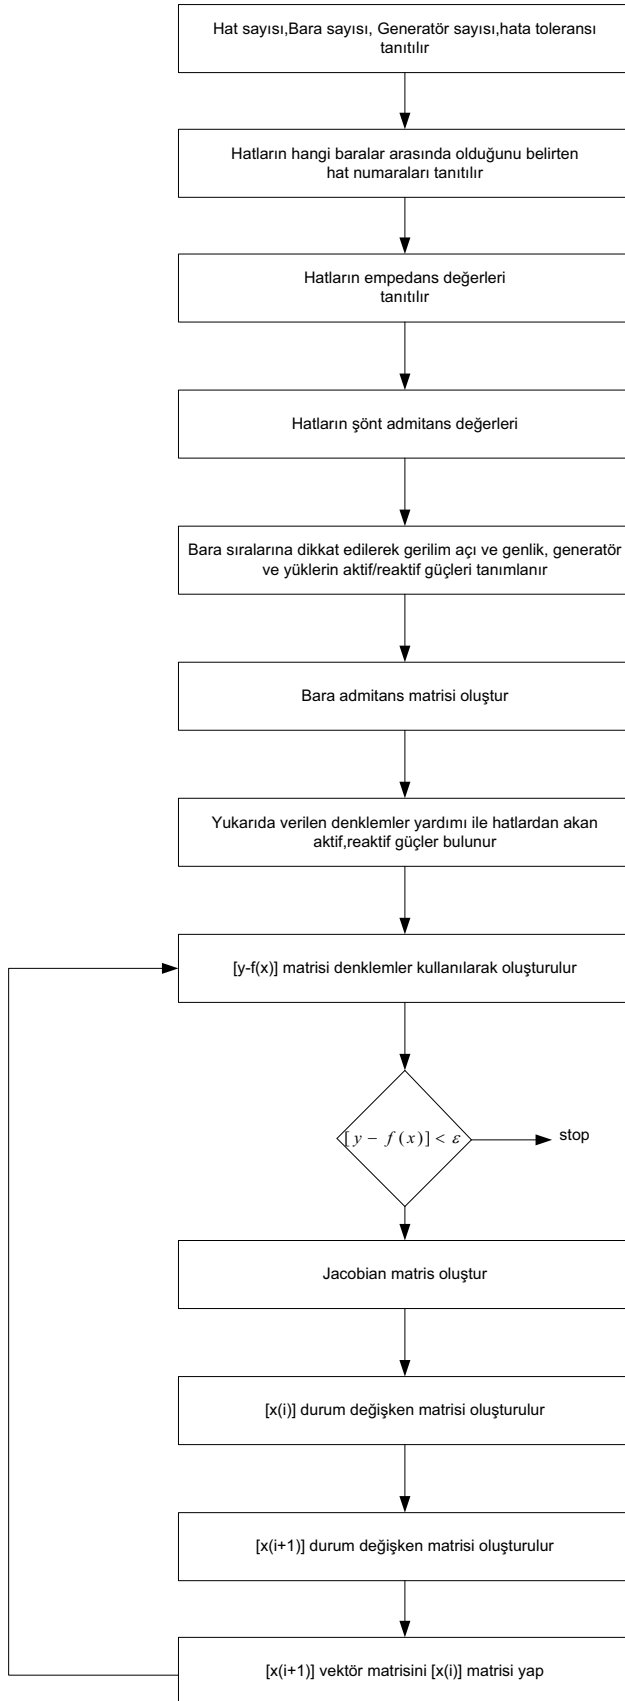 Hat sayısı,Bara sayısı, Generatör sayısı,hata toleransı
tanıtılır
Hatların hangi baralar arasında olduğunu belirten
hat numaraları tanıtılır
Hatların empedans değerleri
tanıtılır
Hatların şönt admitans değerleri
Bara sıralarına dikkat edilerek gerilim açı ve genlik, generatör
ve yüklerin aktif/reaktif güçleri tanımlanır
Bara admitans matrisi oluştur
Yukarıda verilen denklemler yardımı ile hatlardan akan
aktif,reaktif güçler bulunur
[y-f(x)] matrisi denklemler kullanılarak oluşturulur
[y − f(x)] < ε
stop
Jacobian matris oluştur
[x(i)] durum değişken matrisi oluşturulur
[x(i+1)] durum değişken matrisi oluşturulur
[x(i+1)] vektör matrisini [x(i)] matrisi yap